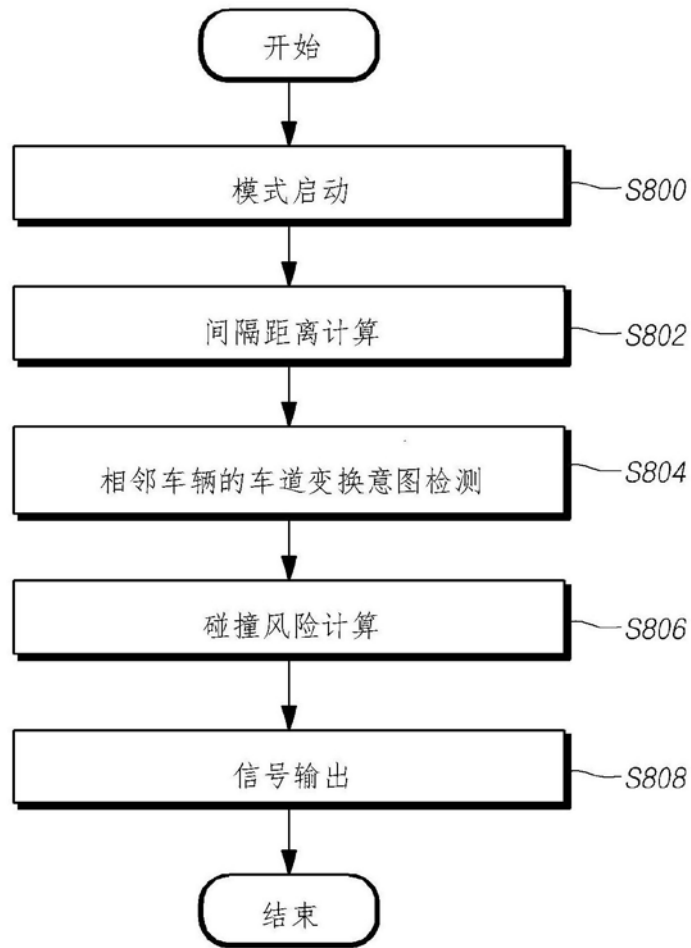 开始
模式启动
S800
间隔距离计算
S802
相邻车辆的车道变换意图检测
S804
碰撞风险计算
S806
信号输出
S808
结束